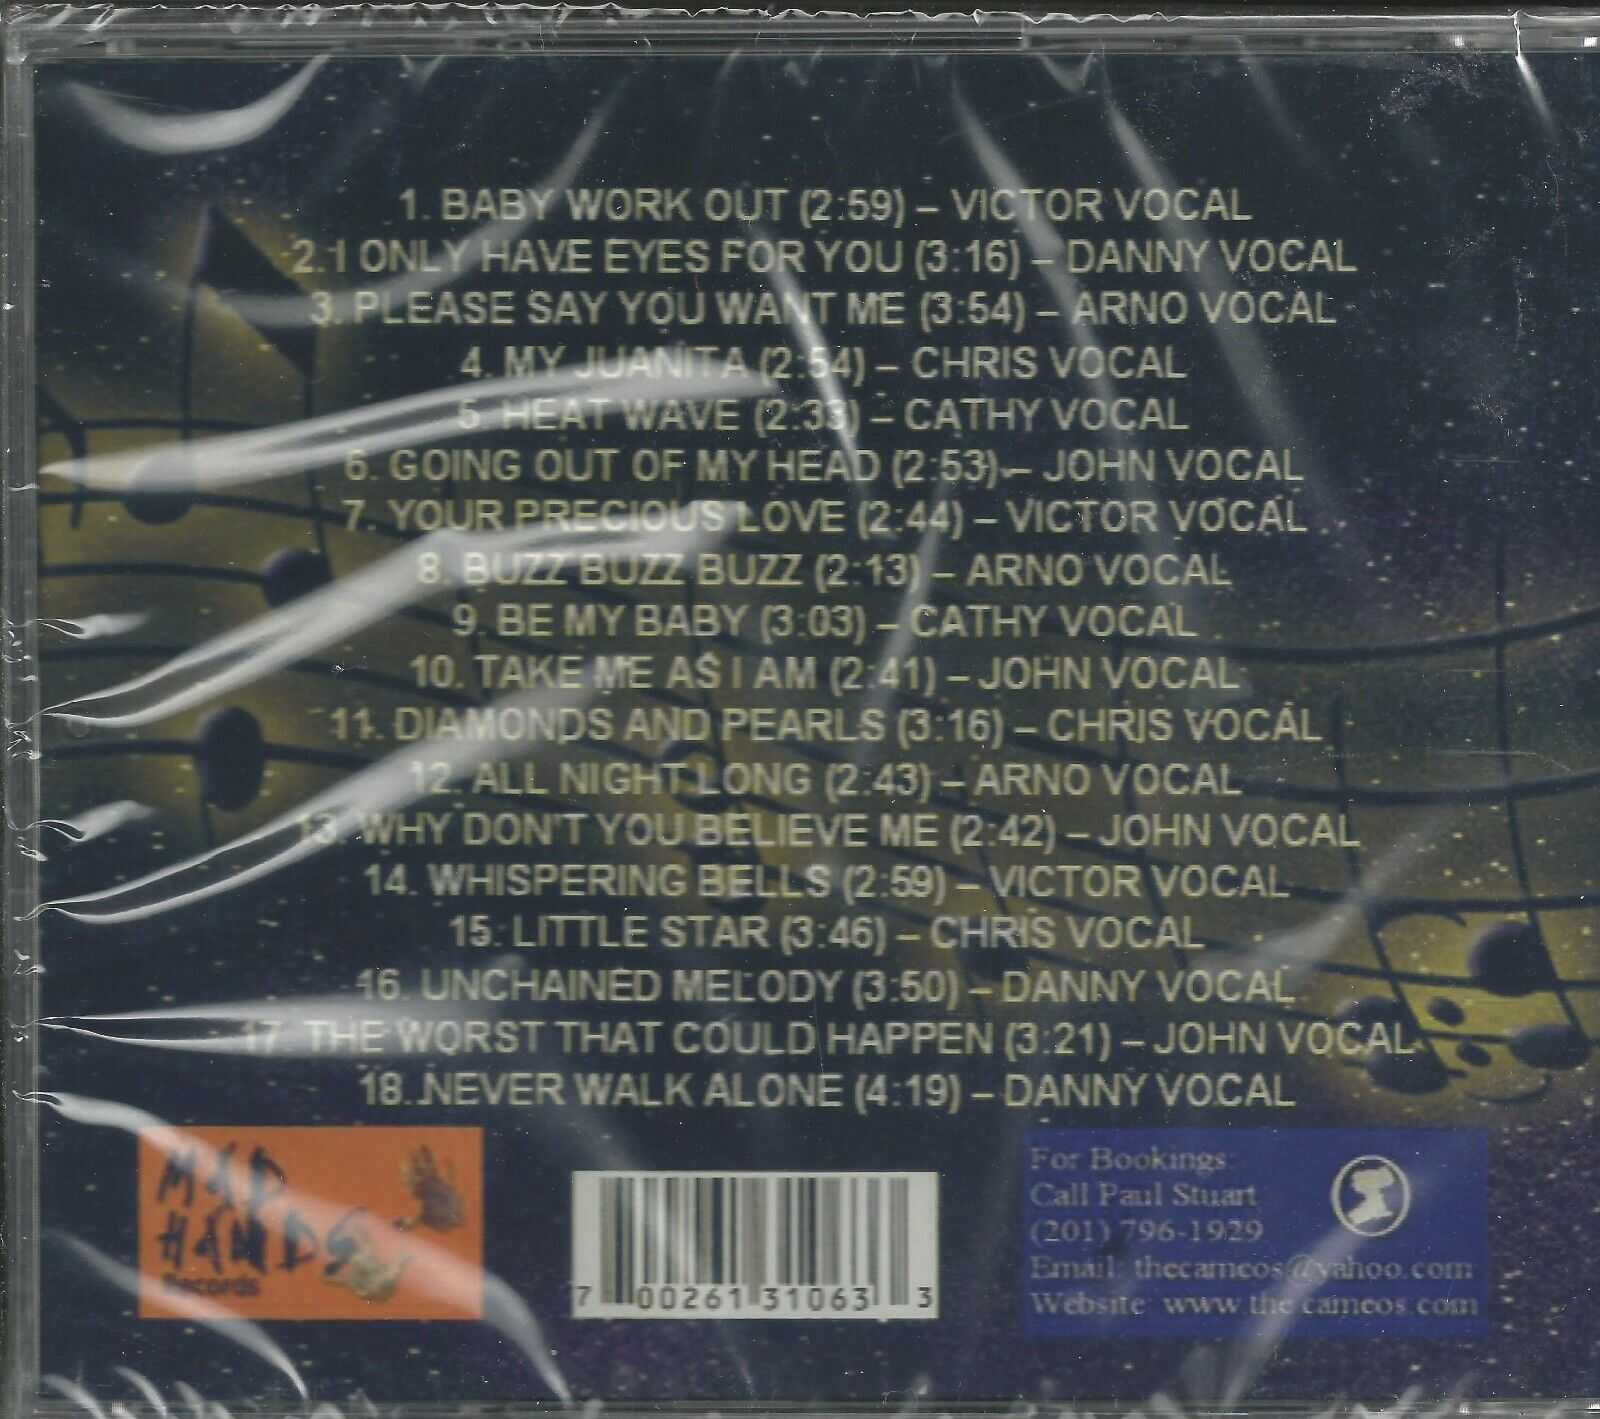 1. BABY WORK OUT (2:59) – VICTOR VOCAL
2.1 ONLY HAVE EYES FOR YOU (3:16) – DANNY VOCAL
3. PLEASE SAY YOU WANT ME (3:54) – ARNO VOCAL
4. MY JUANITA (2:54) – CHRIS VOCAL
5. HEAT WAVE (2:33) – CATHY VOCAL
6. GOING OUT OF MY HEAD (2:53) – JOHN VOCAL
7. YOUR PRECIOUS LOVE (2:44) – VICTOR VOCAL
8. BUZZ BUZZ BUZZ (2:13) – ARNO VOCAL
9. BE MY BABY (3:03) – CATHY VOCAL
10. TAKE ME AS I AM (2:41) – JOHN VOCAL
11. DIAMONDS AND PEARLS (3:16) – CHRIS VOCAL
12. ALL NIGHT LONG (2:43) – ARNO VOCAL
13. WHY DON'T YOU BELIEVE ME (2:42) – JOHN VOCAL
14. WHISPERING BELLS (2:59) – VICTOR VOCAL
15. LITTLE STAR (3:46) – CHRIS VOCAL
16. UNCHAINED MELODY (3:50) – DANNY VOCAL
17. THE WORST THAT COULD HAPPEN (3:21) – JOHN VOCAL
18. NEVER WALK ALONE (4:19) – DANNY VOCAL
MAD
HANDS
Records
7 00261 31063 3
For Bookings:
Call Paul Stuart
(201) 796-1929
Email: thecameos@yahoo.com
Website: www.the cameos.com